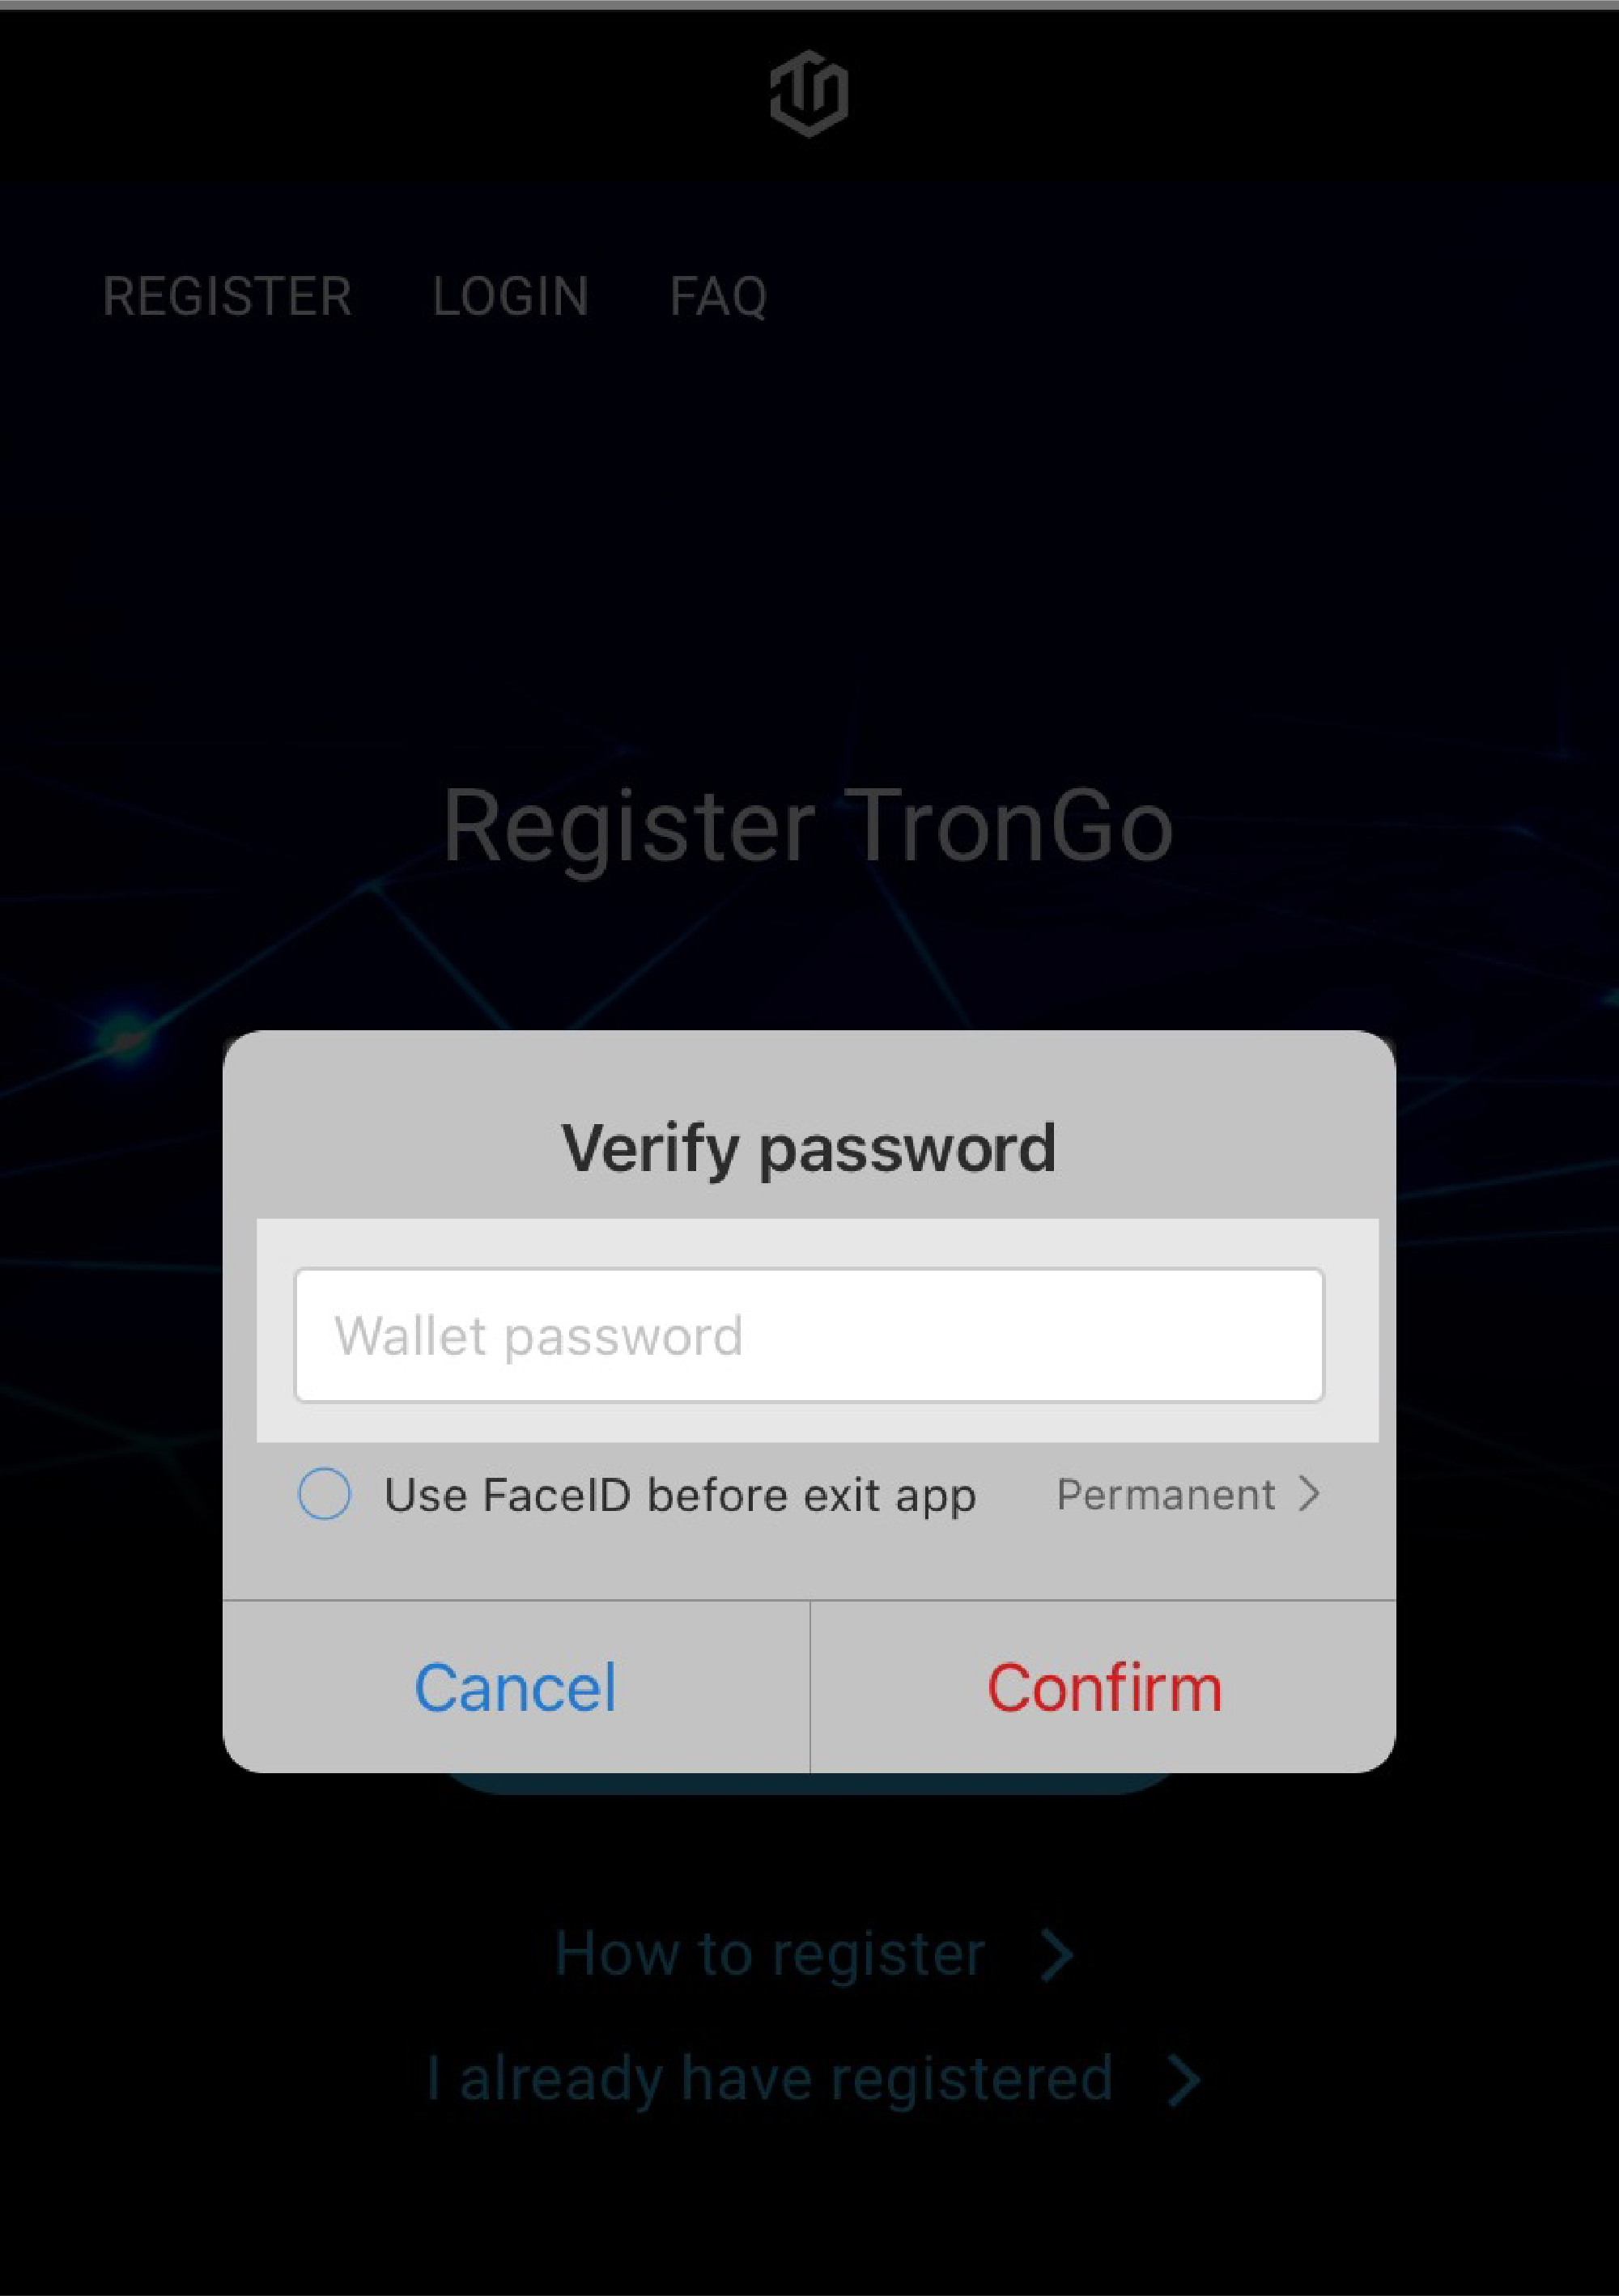 REGISTER LOGIN FAQ
Register TronGo
Verify password
Wallet password
Use FaceID before exit app Permanent
Cancel Confirm
How to register
I already have registered